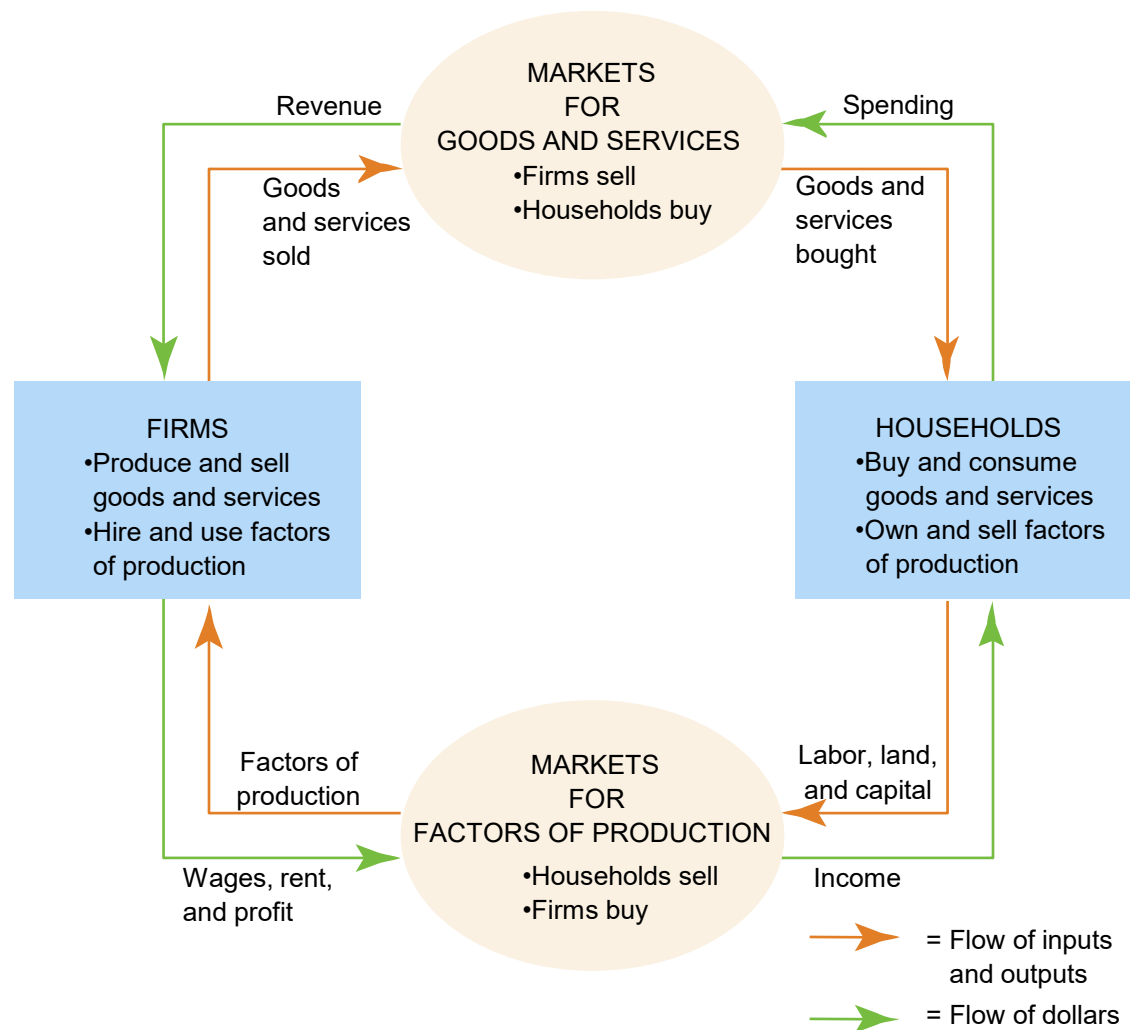 MARKETS
FOR
GOODS AND SERVICES
•Firms sell
•Households buy
Revenue
Spending
Goods
and services
sold
Goods and
services
bought
FIRMS
•Produce and sell
goods and services
•Hire and use factors
of production
HOUSEHOLDS
•Buy and consume
goods and services
•Own and sell factors
of production
Factors of
production
Labor, land,
and capital
MARKETS
FOR
FACTORS OF PRODUCTION
•Households sell
•Firms buy
Wages, rent,
and profit
Income
= Flow of inputs
and outputs
= Flow of dollars